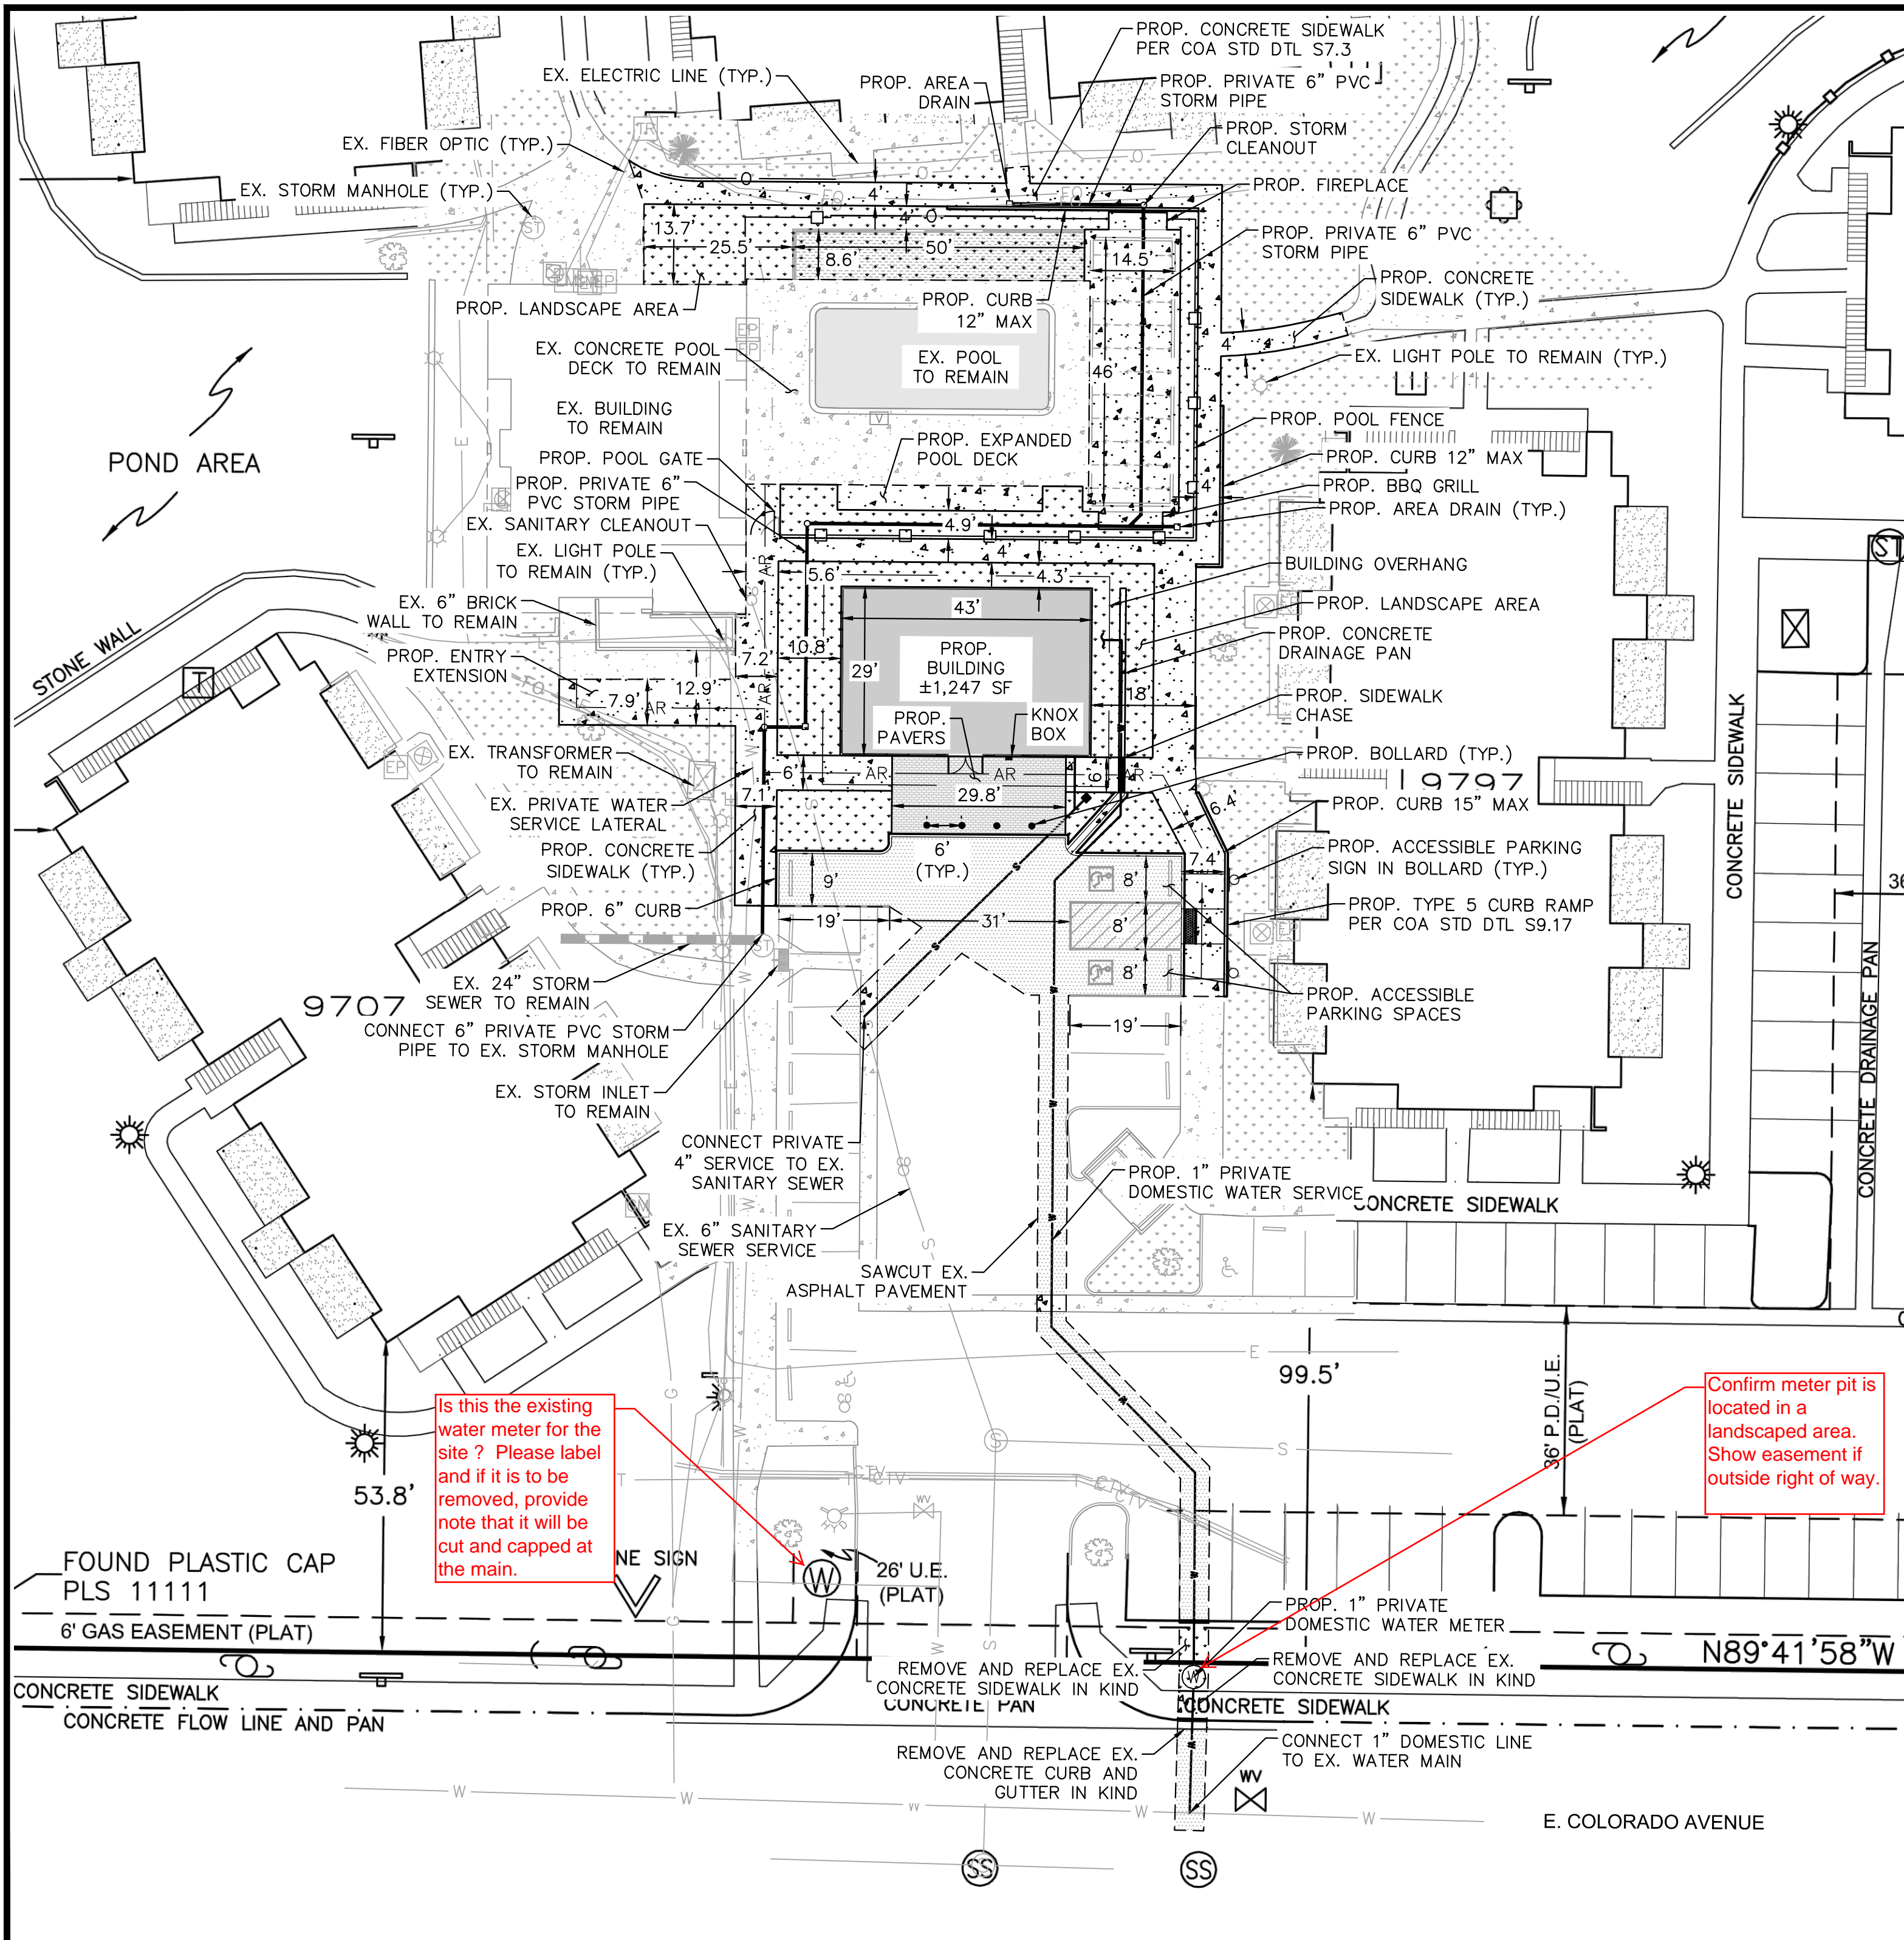 PROP. CONCRETE SIDEWALK
PER COA STD DTL S7.3
EX. ELECTRIC LINE (TYP.)
PROP. AREA
DRAIN
PROP. PRIVATE 6" PVC
STORM PIPE
PROP. STORM
CLEANOUT
EX. FIBER OPTIC (TYP.)
EX. STORM MANHOLE (TYP.)
PROP. FIREPLACE
PROP. PRIVATE 6" PVC
STORM PIPE
PROP. CONCRETE
SIDEWALK (TYP.)
TR
ST
4'
4'
13.7'
25.5'
8.6'
50'
14.5'
PROP. LANDSCAPE AREA
PROP. CURB
12" MAX
EX. CONCRETE POOL
DECK TO REMAIN
EX. POOL
TO REMAIN
46'
4'
EX. LIGHT POLE TO REMAIN (TYP.)
EX. BUILDING
TO REMAIN
V
POND AREA
PROP. EXPANDED
POOL DECK
PROP. POOL FENCE
PROP. POOL GATE
PROP. CURB 12" MAX
PROP. PRIVATE 6"
PVC STORM PIPE
4'
PROP. BBQ GRILL
EX. SANITARY CLEANOUT
4.9'
PROP. AREA DRAIN (TYP.)
EX. LIGHT POLE
TO REMAIN (TYP.)
4'
5.6'
4.3'
BUILDING OVERHANG
EX. 6" BRICK
WALL TO REMAIN
43'
PROP. LANDSCAPE AREA
STONE WALL
PROP. ENTRY
EXTENSION
PROP. CONCRETE
DRAINAGE PAN
T
7.2'
10.8'
29'
PROP.
BUILDING
±1,247 SF
7.9'
12.9'
AR
18'
PROP. SIDEWALK
CHASE
PROP.
PAVERS
KNOX
BOX
EX. TRANSFORMER
TO REMAIN
PROP. BOLLARD (TYP.)
6'
AR
AR
AR
6'
9797
7.1'
29.8'
EX. PRIVATE WATER
SERVICE LATERAL
6.4'
PROP. CURB 15" MAX
PROP. CONCRETE
SIDEWALK (TYP.)
6'
(TYP.)
7.4'
PROP. ACCESSIBLE PARKING
SIGN IN BOLLARD (TYP.)
9'
8'
PROP. 6" CURB
19'
31'
8'
PROP. TYPE 5 CURB RAMP
PER COA STD DTL S9.17
CONCRETE SIDEWALK
8'
EX. 24" STORM
SEWER TO REMAIN
9707
PROP. ACCESSIBLE
PARKING SPACES
CONNECT 6" PRIVATE PVC STORM
PIPE TO EX. STORM MANHOLE
19'
CONCRETE DRAINAGE PAN
EX. STORM INLET
TO REMAIN
CONNECT PRIVATE
4" SERVICE TO EX.
SANITARY SEWER
PROP. 1" PRIVATE
DOMESTIC WATER SERVICE
CONCRETE SIDEWALK
EX. 6" SANITARY
SEWER SERVICE
SAWCUT EX.
ASPHALT PAVEMENT
E
99.5'
36' P.D./U.E.
(PLAT)
Confirm meter pit is
located in a
landscaped area.
Show easement if
outside right of way.
Is this the existing
water meter for the
site ? Please label
and if it is to be
removed, provide
note that it will be
cut and capped at
the main.
53.8'
S
S
CTV
CTV
CTV
CTV
WV
FOUND PLASTIC CAP
PLS 11111
NE SIGN
W
26' U.E.
(PLAT)
PROP. 1" PRIVATE
DOMESTIC WATER METER
6' GAS EASEMENT (PLAT)
N89°41'58"W
REMOVE AND REPLACE EX.
CONCRETE SIDEWALK IN KIND
W
REMOVE AND REPLACE EX.
CONCRETE SIDEWALK IN KIND
CONCRETE SIDEWALK
CONCRETE PAN
CONCRETE SIDEWALK
CONCRETE FLOW LINE AND PAN
REMOVE AND REPLACE EX.
CONCRETE CURB AND
GUTTER IN KIND
CONNECT 1" DOMESTIC LINE
TO EX. WATER MAIN
WV
W W W W W
E. COLORADO AVENUE
SS
SS